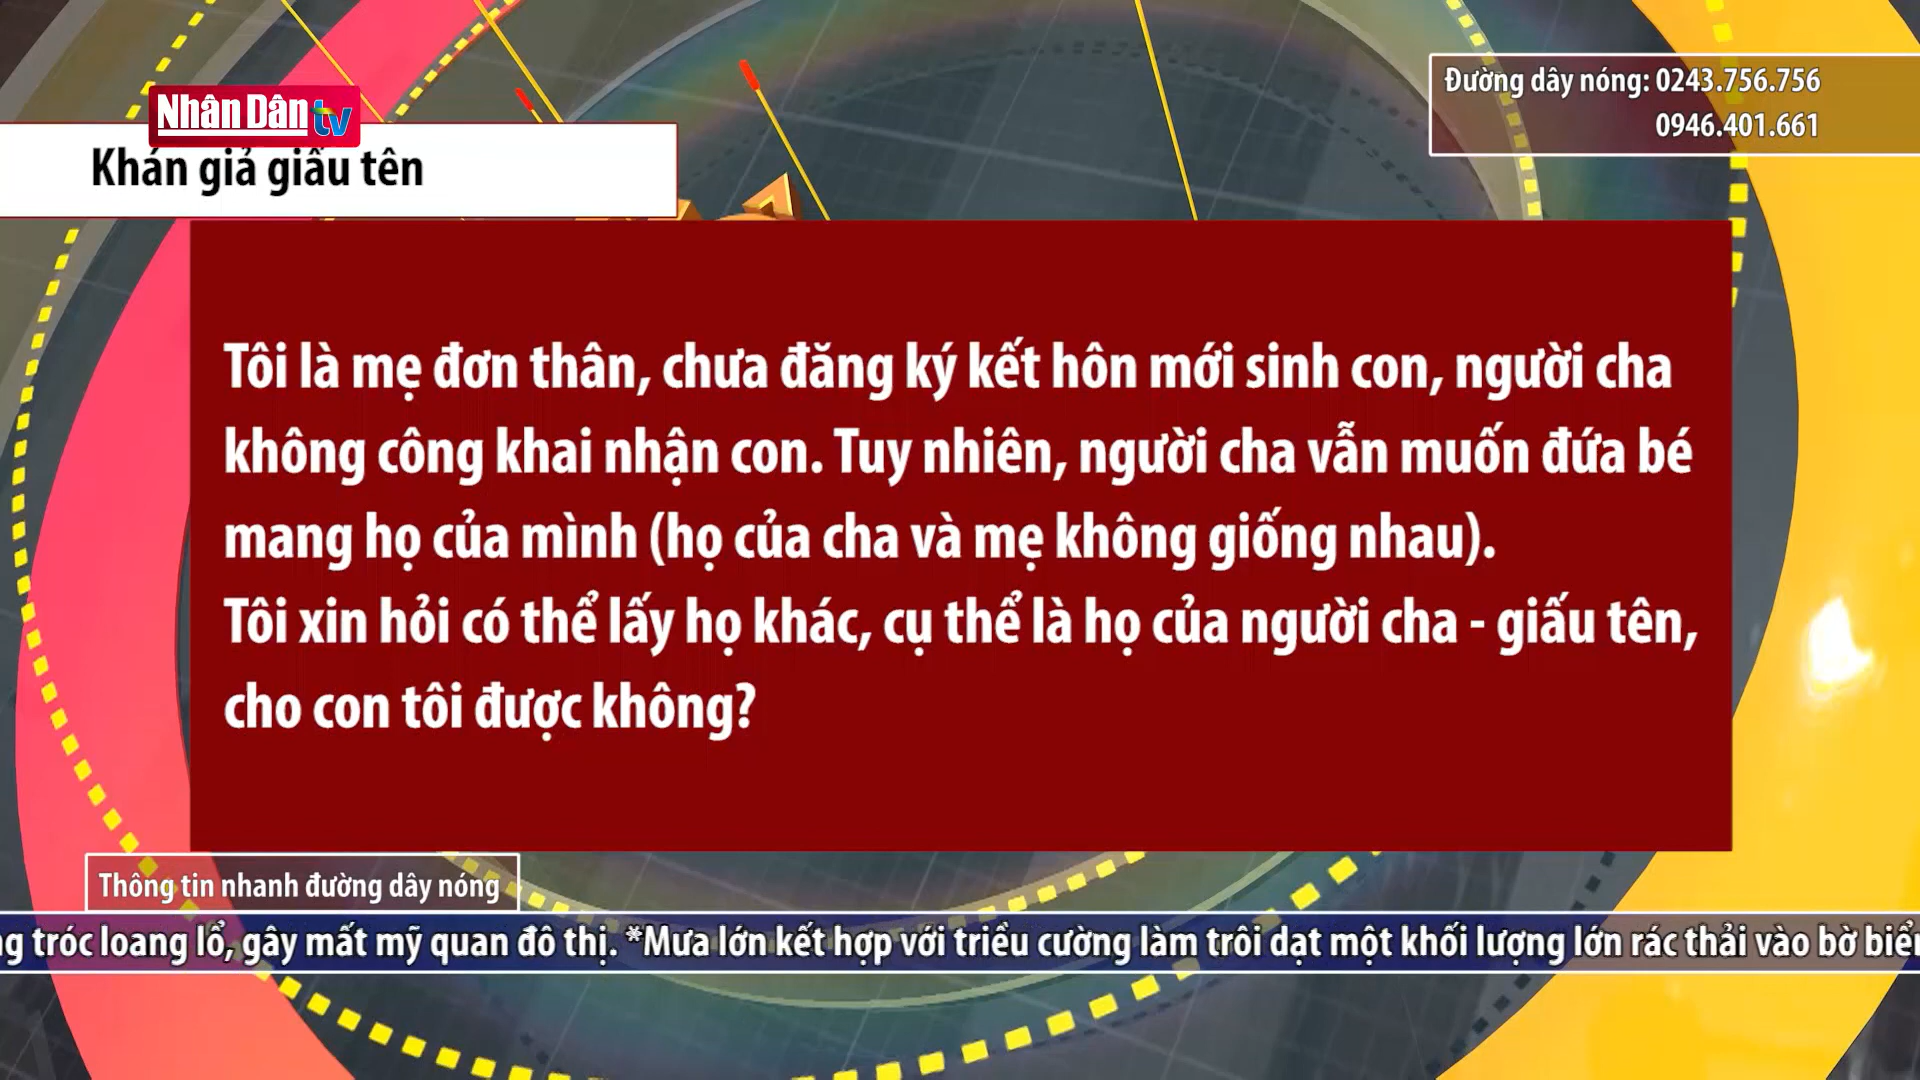 Nhân Dân tv
Đường dây nóng: 0243.756.756
0946.401.661
Khán giả giấu tên
Tôi là mẹ đơn thân, chưa đăng ký kết hôn mới sinh con, người cha
không công khai nhận con. Tuy nhiên, người cha vẫn muốn đứa bé
mang họ của mình (họ của cha và mẹ không giống nhau).
Tôi xin hỏi có thể lấy họ khác, cụ thể là họ của người cha - giấu tên,
cho con tôi được không?
Thông tin nhanh đường dây nóng
tróc loang lổ, gây mất mỹ quan đô thị. *Mưa lớn kết hợp với triều cường làm trôi dạt một khối lượng lớn rác thải vào bờ